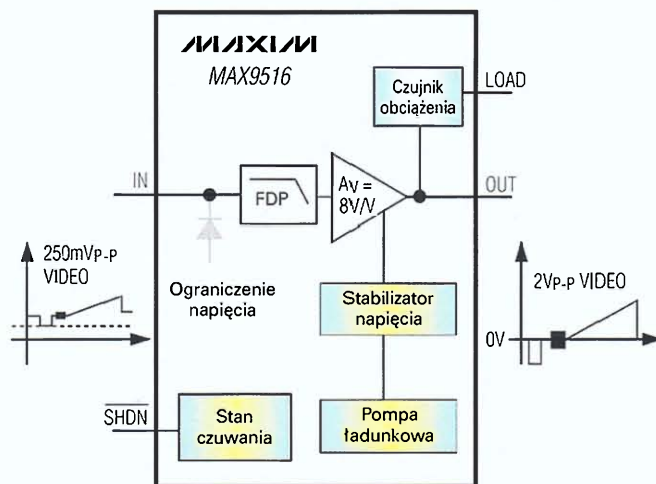 MAXIM
MAX9516
Czujnik
obciążenia
LOAD
IN
FDP
AV =
8V/V
OUT
250mVP-P
VIDEO
Ograniczenie
napięcia
Stabilizator
napięcia
2VP-P VIDEO
0V
SHDN
Stan
czuwania
Pompa
ładunkowa